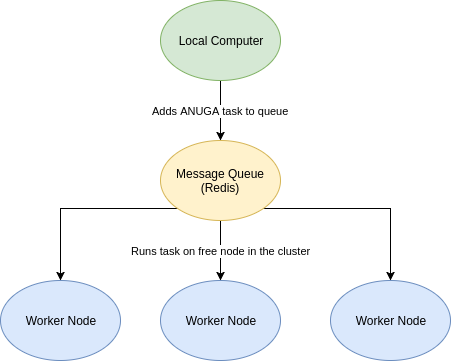 Local Computer
Adds ANUGA task to queue
Message Queue
(Redis)
Runs task on free node in the cluster
Worker Node
Worker Node
Worker Node